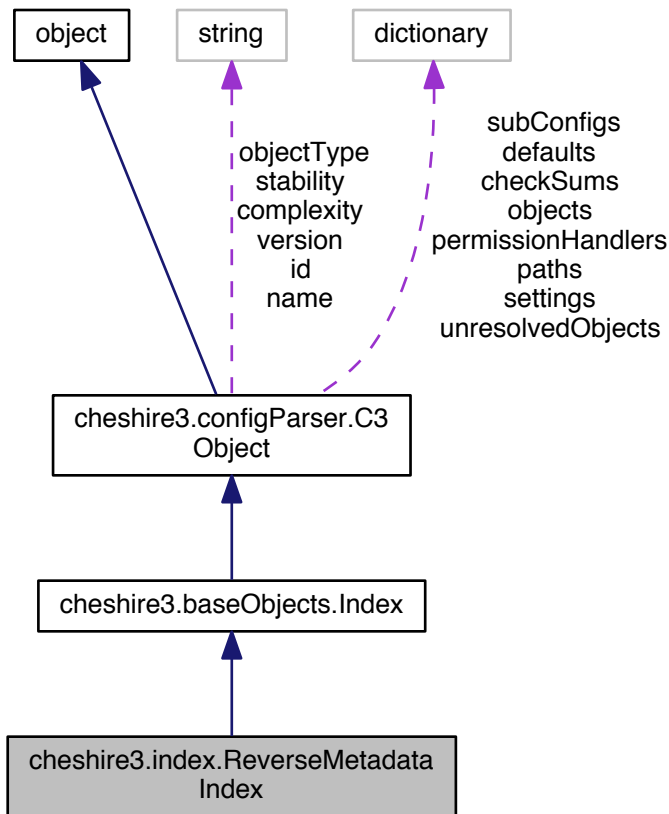 object
string
dictionary
objectType
stability
complexity
version
id
name
subConfigs
defaults
checkSums
objects
permissionHandlers
paths
settings
unresolvedObjects
cheshire3.configParser.C3
Object
cheshire3.baseObjects.Index
cheshire3.index.ReverseMetadata
Index